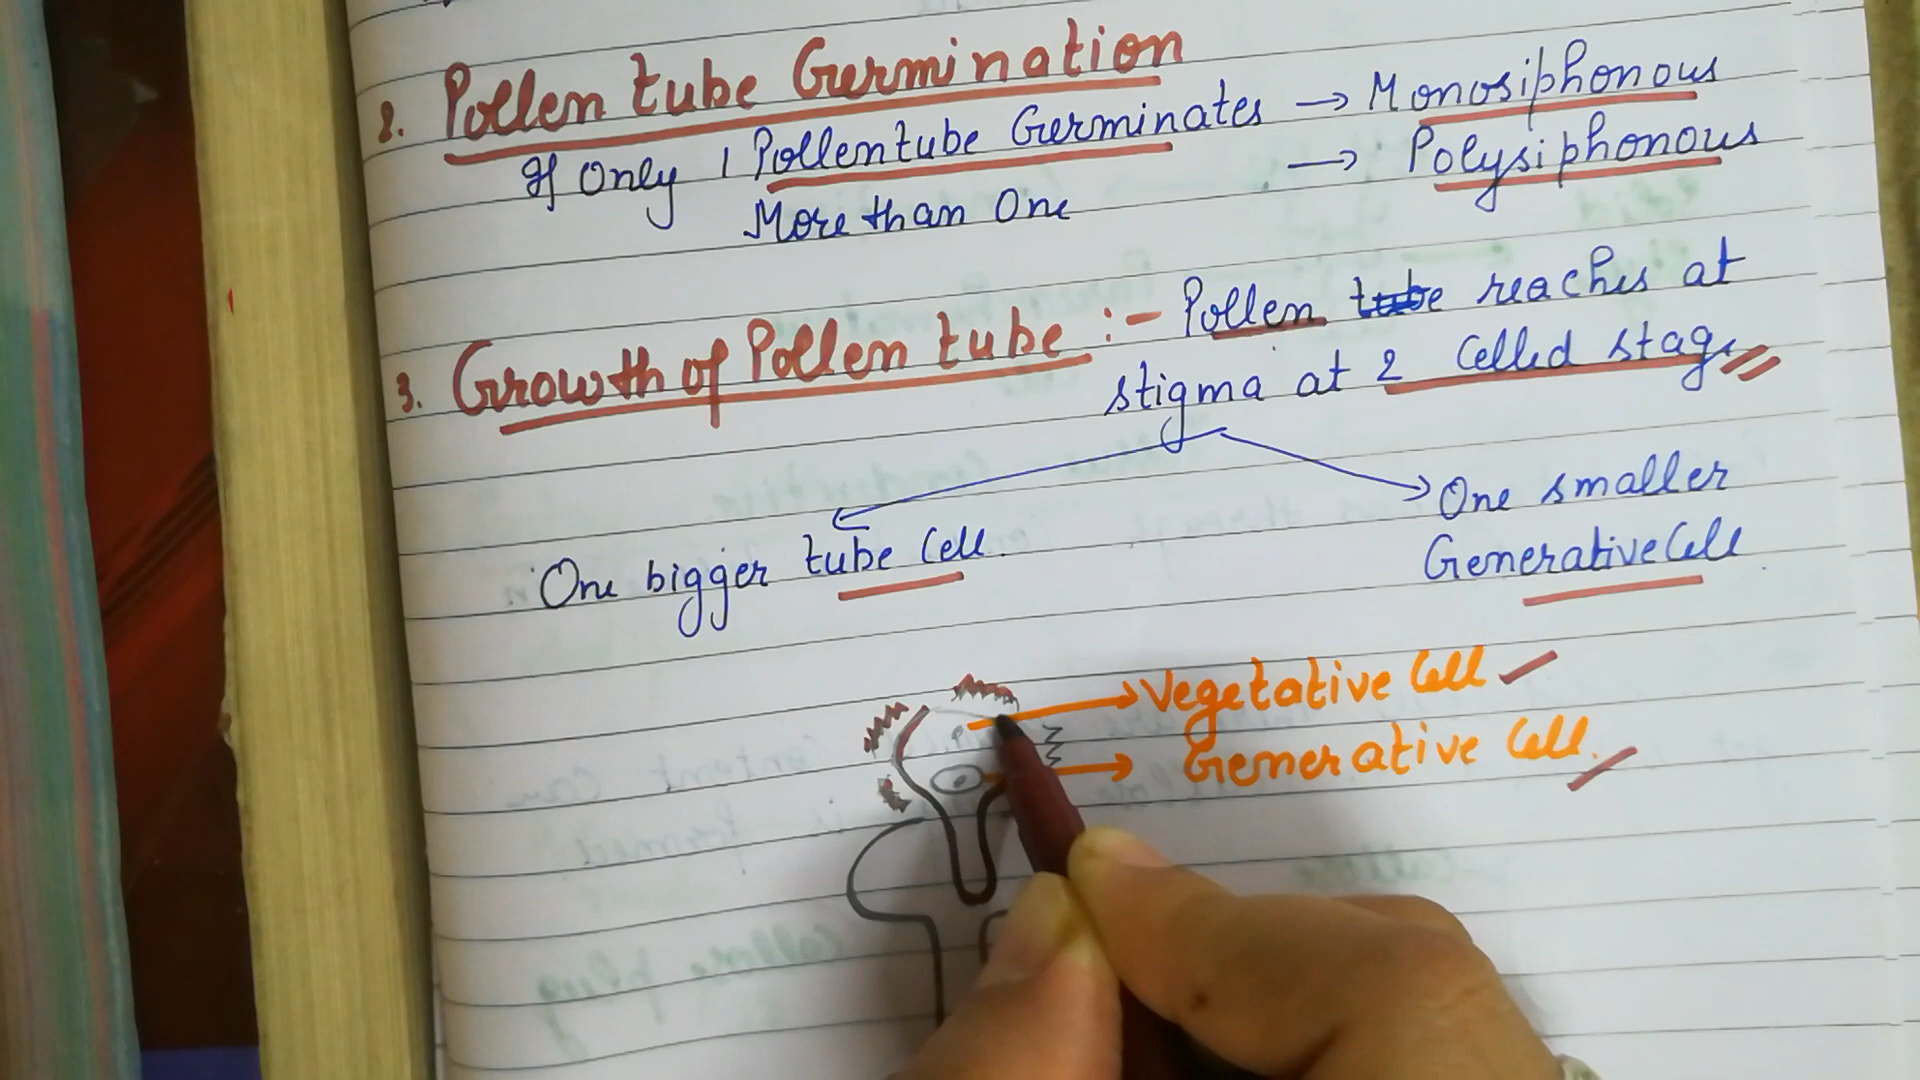 2. Pollen tube Germination
If Only 1 Pollentube Germinates → Monosiphonous
More than One → Polysiphonous
3. Growth of Pollen tube :- Pollen tube reaches at
stigma at 2 Celled stage
One bigger tube Cell.
One smaller
Generative Cell
Vegetative Cell
Generative Cell.
callose plug